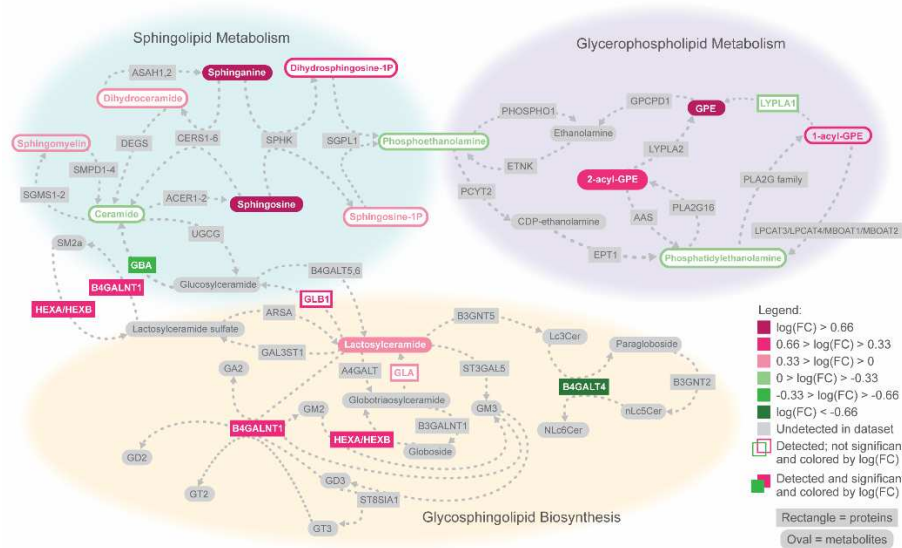 Sphingolipid Metabolism
Glycerophospholipid Metabolism
ASAH1,2
Sphinganine
Dihydrosphingosine-1P
Dihydroceramide
GPCPD1
GPE
LYPLA1
PHOSPHO1
Ethanolamine
1-acyl-GPE
Sphingomyelin
DEGS
CERS1-6
SPHK
SGPL1
Phosphoethanolamine
LYPLA2
SMPD1-4
ETNK
2-acyl-GPE
PLA2G family
SGMS1-2
ACER1-2
PCYT2
Sphingosine
PLA2G16
Ceramide
Sphingosine-1P
CDP-ethanolamine
AAS
UGCG
LPCAT3/LPCAT4/MBOAT1/MBOAT2
SM2a
EPT1
Phosphatidylethanolamine
GBA
B4GALT5,6
B4GALNT1
Glucosylceramide
HEXA/HEXB
GLB1
Legend:
log(FC) > 0.66
0.66 > log(FC) > 0.33
0.33 > log(FC) > 0
0 > log(FC) > -0.33
-0.33 > log(FC) > -0.66
log(FC) < -0.66
Undetected in dataset
Detected; not significan
and colored by log(FC)
Detected and significan
and colored by log(FC)
Rectangle = proteins
Oval = metabolites
ARSA
B3GNT5
Lactosylceramide sulfate
Lc3Cer
Paragloboside
GAL3ST1
Lactosylceramide
GA2
A4GALT
GLA
ST3GAL5
B3GNT2
B4GALT4
Globotriaosylceramide
GM2
GM3
nLc5Cer
B4GALNT1
B3GALNT1
NLc6Cer
HEXA/HEXB
Globoside
GD2
GD3
GT2
ST8SIA1
GT3
Glycosphingolipid Biosynthesis